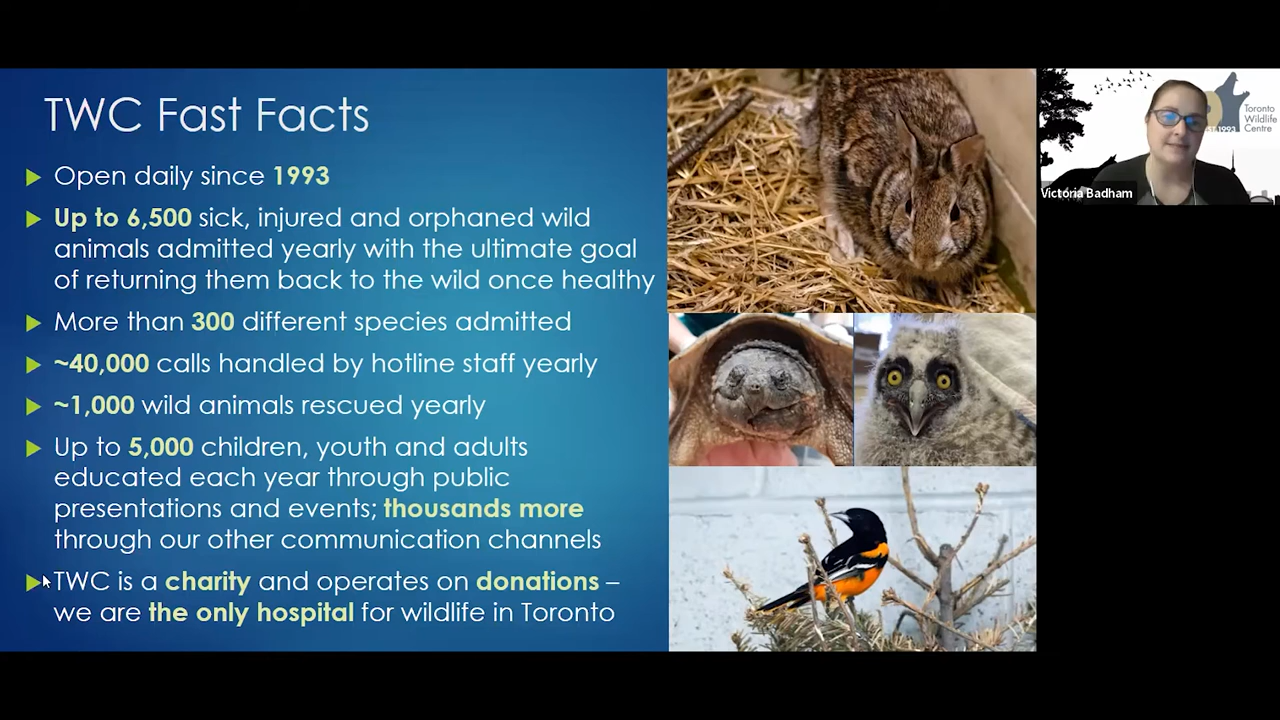 TWC Fast Facts
Open daily since 1993
Up to 6,500 sick, injured and orphaned wild
animals admitted yearly with the ultimate goal
of returning them back to the wild once healthy
More than 300 different species admitted
~40,000 calls handled by hotline staff yearly
~1,000 wild animals rescued yearly
Up to 5,000 children, youth and adults
educated each year through public
presentations and events; thousands more
through our other communication channels
TWC is a charity and operates on donations –
we are the only hospital for wildlife in Toronto
Toronto
Wildlife
Centre
1993
Victoria Badham